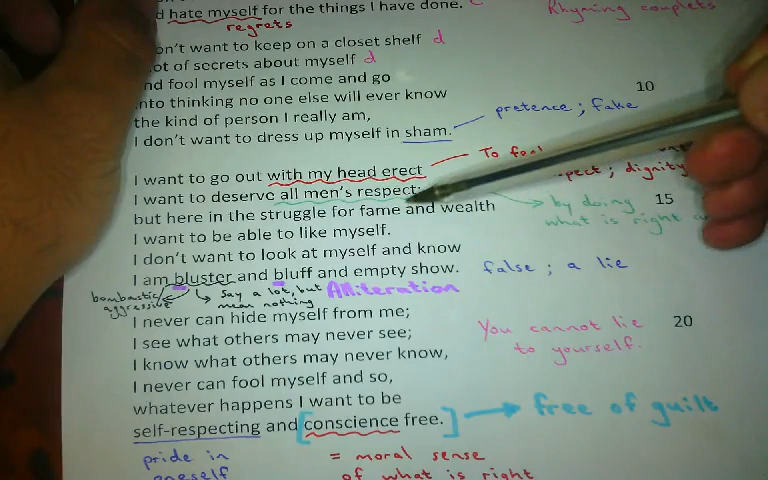 hate myself for the things I have done.
regrets
Rhyming couplets
on't want to keep on a closet shelf d
ot of secrets about myself d
nd fool myself as I come and go
into thinking no one else will ever know
10
the kind of person I really am,
pretence ; fake
I don't want to dress up myself in sham.
I want to go out with my head erect
To
dignity
I want to deserve all men's respect;
but here in the struggle for fame and wealth
by doing
15
what is right
I want to be able to like myself.
I don't want to look at myself and know
I am bluster and bluff and empty show.
false ; a lie
bombastic
aggressive
Say a lot, but
mean nothing
Alliteration
I never can hide myself from me;
I see what others may never see;
You cannot lie
to yourself.
20
I know what others may never know,
I never can fool myself and so,
whatever happens I want to be
self-respecting and [conscience free.]
free of guilt
pride in
oneself
= moral sense
of what is right